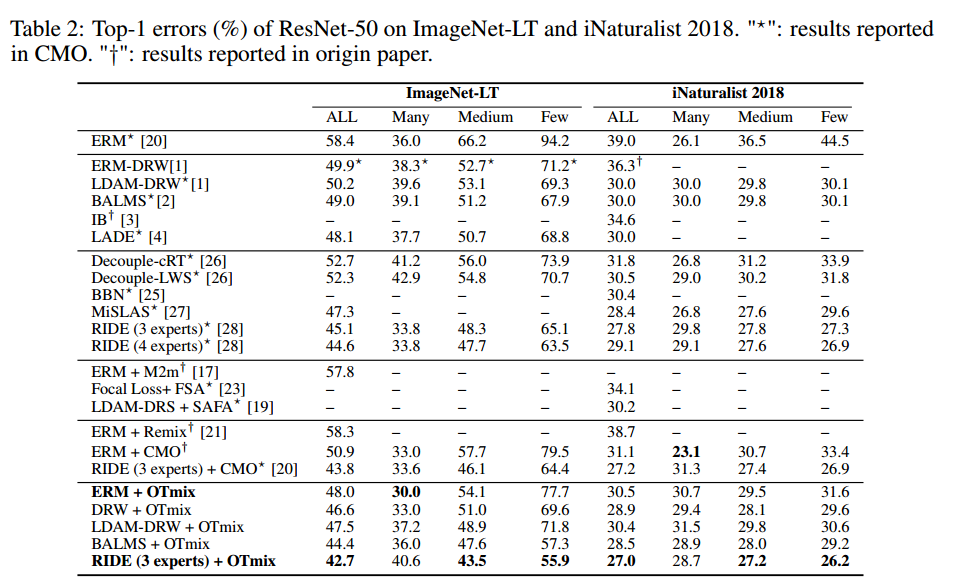 Table 2: Top-1 errors (%) of ResNet-50 on ImageNet-LT and iNaturalist 2018. "⋆": results reported
in CMO. "†": results reported in origin paper.
ImageNet-LT iNaturalist 2018
ALL Many Medium Few ALL Many Medium Few
ERM⋆ [20] 58.4 36.0 66.2 94.2 39.0 26.1 36.5 44.5
ERM-DRW[1] 49.9⋆ 38.3⋆ 52.7⋆ 71.2⋆ 36.3† – – –
LDAM-DRW⋆[1] 50.2 39.6 53.1 69.3 30.0 30.0 29.8 30.1
BALMS⋆[2] 49.0 39.1 51.2 67.9 30.0 30.0 29.8 30.1
IB† [3] – – – – 34.6 – – –
LADE⋆ [4] 48.1 37.7 50.7 68.8 30.0 – – –
Decouple-cRT⋆ [26] 52.7 41.2 56.0 73.9 31.8 26.8 31.2 33.9
Decouple-LWS⋆ [26] 52.3 42.9 54.8 70.7 30.5 29.0 30.2 31.8
BBN⋆ [25] – – – – 30.4 – – –
MiSLAS⋆ [27] 47.3 – – – 28.4 26.8 27.6 29.6
RIDE (3 experts)⋆ [28] 45.1 33.8 48.3 65.1 27.8 29.8 27.8 27.3
RIDE (4 experts)⋆ [28] 44.6 33.8 47.7 63.5 29.1 29.1 27.6 26.9
ERM + M2m† [17] 57.8 – – – – – – –
Focal Loss+ FSA⋆ [23] – – – – 34.1 – – –
LDAM-DRS + SAFA⋆ [19] – – – – 30.2 – – –
ERM + Remix† [21] 58.3 – – – 38.7 – – –
ERM + CMO† 50.9 33.0 57.7 79.5 31.1 23.1 30.7 33.4
RIDE (3 experts) + CMO⋆ [20] 43.8 33.6 46.1 64.4 27.2 31.3 27.4 26.9
ERM + OTmix 48.0 30.0 54.1 77.7 30.5 30.7 29.5 31.6
DRW + OTmix 46.6 33.0 51.0 69.6 28.9 29.4 28.1 29.6
LDAM-DRW + OTmix 47.5 37.2 48.9 71.8 30.4 31.5 29.8 30.6
BALMS + OTmix 44.4 36.0 47.6 57.3 28.5 28.9 28.0 29.2
RIDE (3 experts) + OTmix 42.7 40.6 43.5 55.9 27.0 28.7 27.2 26.2